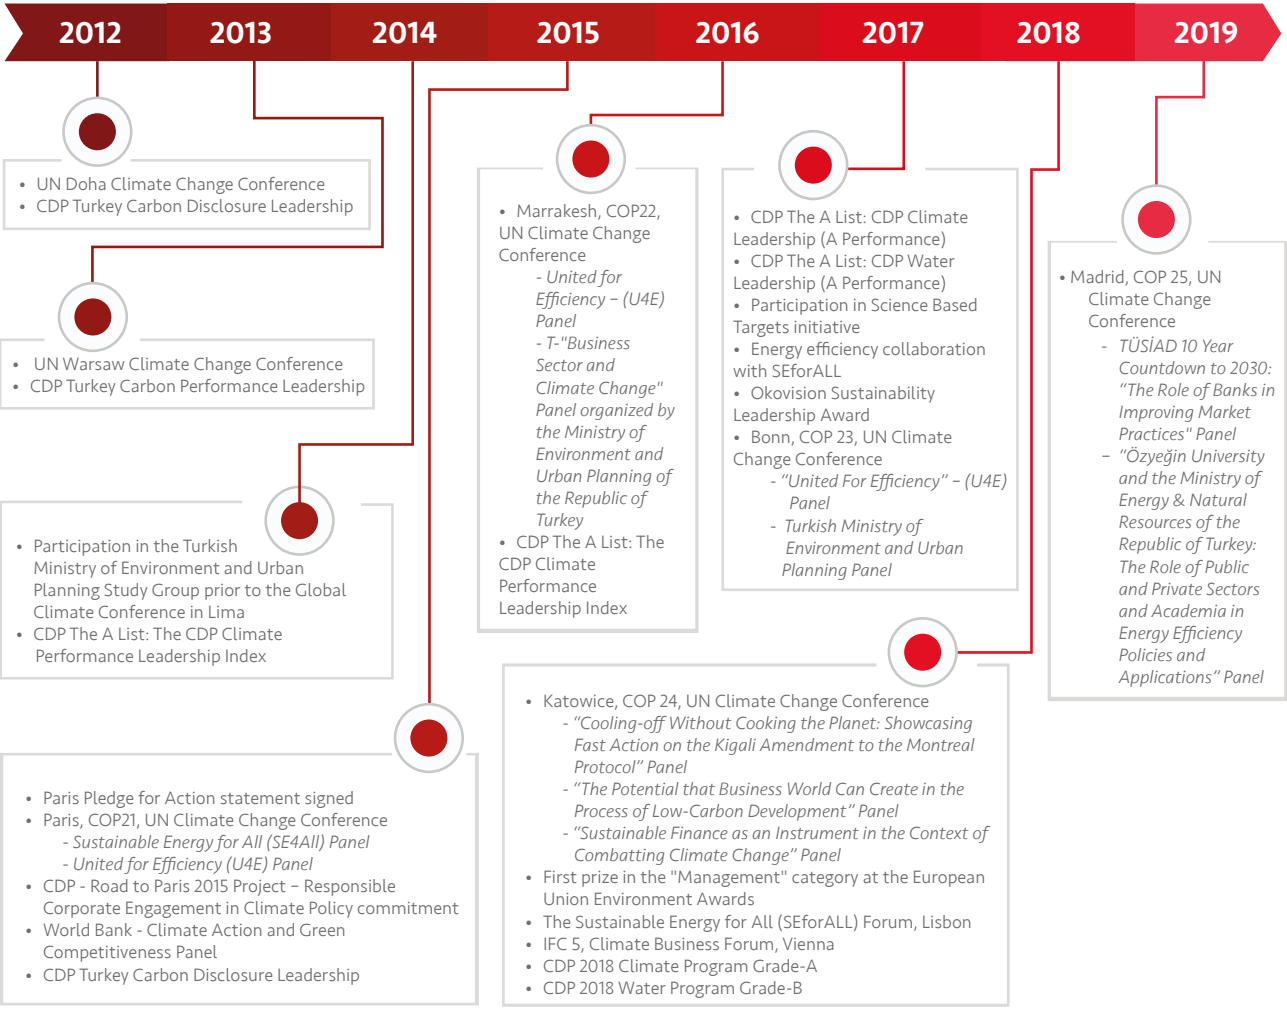 2012
2013
2014
2015
2016
2017
2018
2019
• UN Doha Climate Change Conference
• CDP Turkey Carbon Disclosure Leadership
• UN Warsaw Climate Change Conference
• CDP Turkey Carbon Performance Leadership
• Participation in the Turkish
Ministry of Environment and Urban
Planning Study Group prior to the Global
Climate Conference in Lima
• CDP The A List: The CDP Climate
Performance Leadership Index
• Paris Pledge for Action statement signed
• Paris, COP21, UN Climate Change Conference
- Sustainable Energy for All (SE4All) Panel
- United for Efficiency (U4E) Panel
• CDP - Road to Paris 2015 Project – Responsible
Corporate Engagement in Climate Policy commitment
• World Bank - Climate Action and Green
Competitiveness Panel
• CDP Turkey Carbon Disclosure Leadership
• Marrakesh, COP22,
UN Climate Change
Conference
- United for
Efficiency – (U4E)
Panel
- T-"Business
Sector and
Climate Change"
Panel organized by
the Ministry of
Environment and
Urban Planning of
the Republic of
Turkey
• CDP The A List: The
CDP Climate
Performance
Leadership Index
• CDP The A List: CDP Climate
Leadership (A Performance)
• CDP The A List: CDP Water
Leadership (A Performance)
• Participation in Science Based
Targets initiative
• Energy efficiency collaboration
with SEforALL
• Okovision Sustainability
Leadership Award
• Bonn, COP 23, UN Climate
Change Conference
- “United For Efficiency” – (U4E)
Panel
- Turkish Ministry of
Environment and Urban
Planning Panel
• Katowice, COP 24, UN Climate Change Conference
- “Cooling-off Without Cooking the Planet: Showcasing
Fast Action on the Kigali Amendment to the Montreal
Protocol” Panel
- “The Potential that Business World Can Create in the
Process of Low-Carbon Development” Panel
- “Sustainable Finance as an Instrument in the Context of
Combatting Climate Change” Panel
• First prize in the "Management" category at the European
Union Environment Awards
• The Sustainable Energy for All (SEforALL) Forum, Lisbon
• IFC 5, Climate Business Forum, Vienna
• CDP 2018 Climate Program Grade-A
• CDP 2018 Water Program Grade-B
• Madrid, COP 25, UN
Climate Change
Conference
- TÜSİAD 10 Year
Countdown to 2030:
“The Role of Banks in
Improving Market
Practices" Panel
– “Özyeğin University
and the Ministry of
Energy & Natural
Resources of the
Republic of Turkey:
The Role of Public
and Private Sectors
and Academia in
Energy Efficiency
Policies and
Applications” Panel